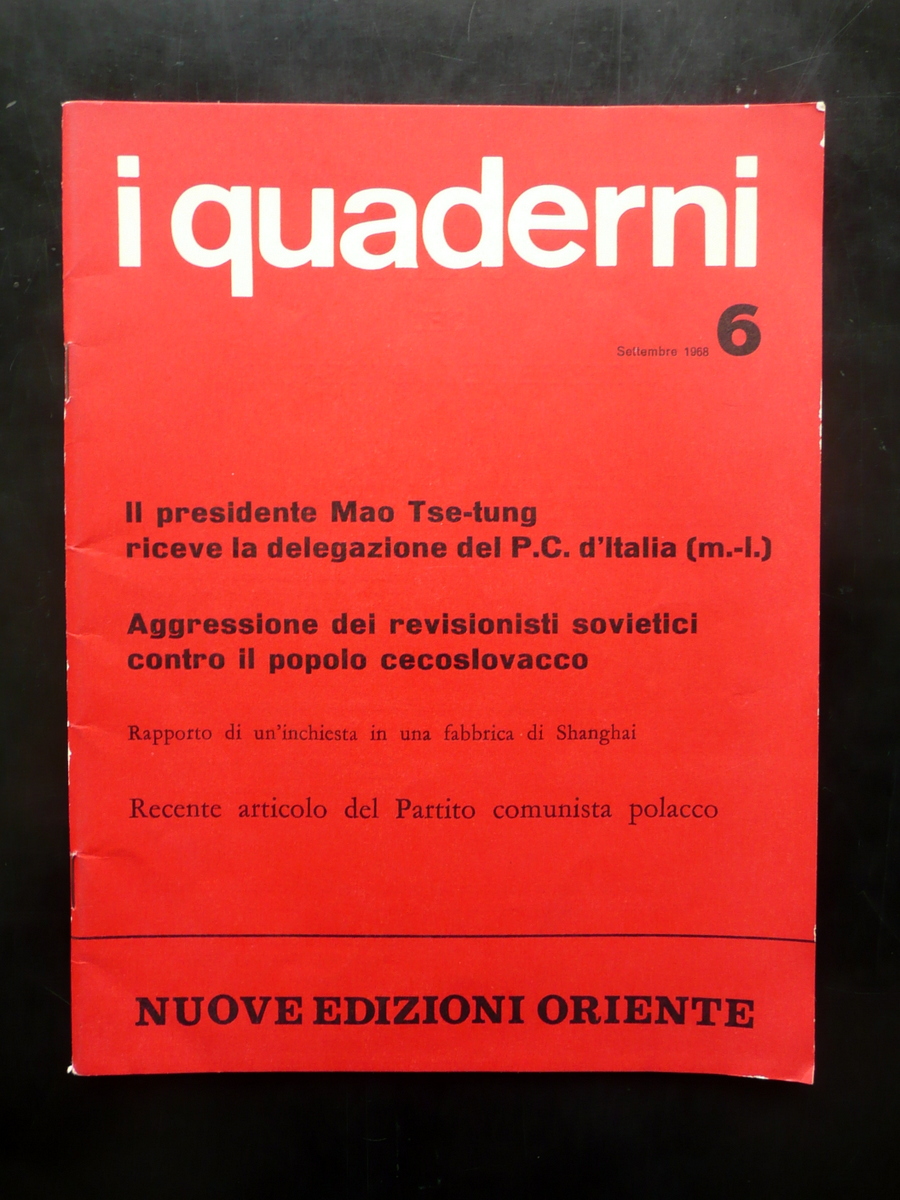 i quaderni
Settembre 1968 6
Il presidente Mao Tse-tung
riceve la delegazione del P.C. d'Italia (m.-l.)
Aggressione dei revisionisti sovietici
contro il popolo cecoslovacco
Rapporto di un'inchiesta in una fabbrica di Shanghai
Recente articolo del Partito comunista polacco
NUOVE EDIZIONI ORIENTE